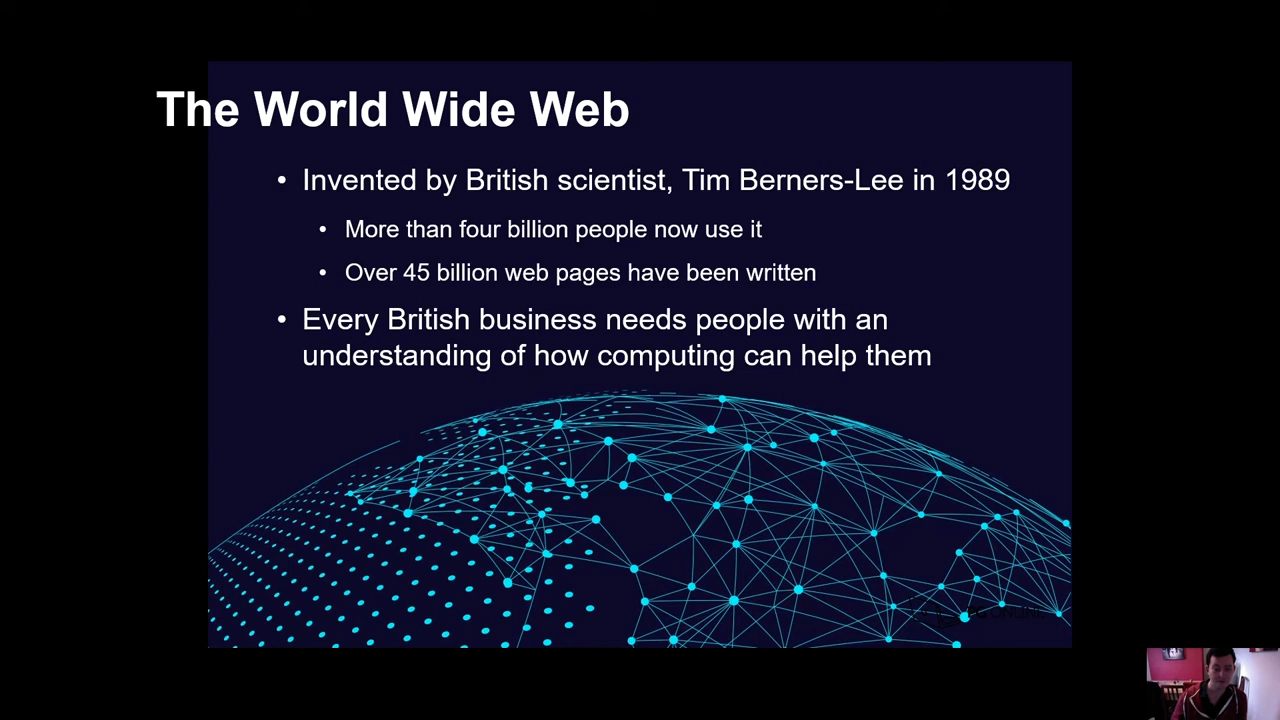 The World Wide Web
• Invented by British scientist, Tim Berners-Lee in 1989
• More than four billion people now use it
• Over 45 billion web pages have been written
• Every British business needs people with an
understanding of how computing can help them